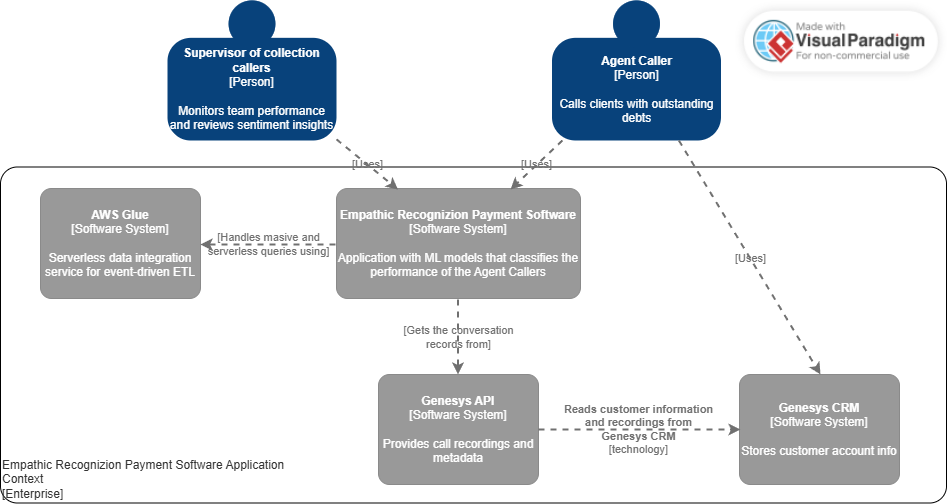 Made with
Visual Paradigm
For non-commercial use
Supervisor of collection
callers
[Person]
Monitors team performance
and reviews sentiment insights
Agent Caller
[Person]
Calls clients with outstanding
debts
[Uses]
[Uses]
AWS Glue
[Software System]
Serverless data integration
service for event-driven ETL
[Handles masive and
serverless queries using]
Empathic Recognizion Payment Software
[Software System]
Application with ML models that classifies the
performance of the Agent Callers
[Uses]
[Gets the conversation
records from]
Genesys API
[Software System]
Provides call recordings and
metadata
Reads customer information
and recordings from
Genesys CRM
[technology]
Genesys CRM
[Software System]
Stores customer account info
Empathic Recognizion Payment Software Application
Context
[Enterprise]